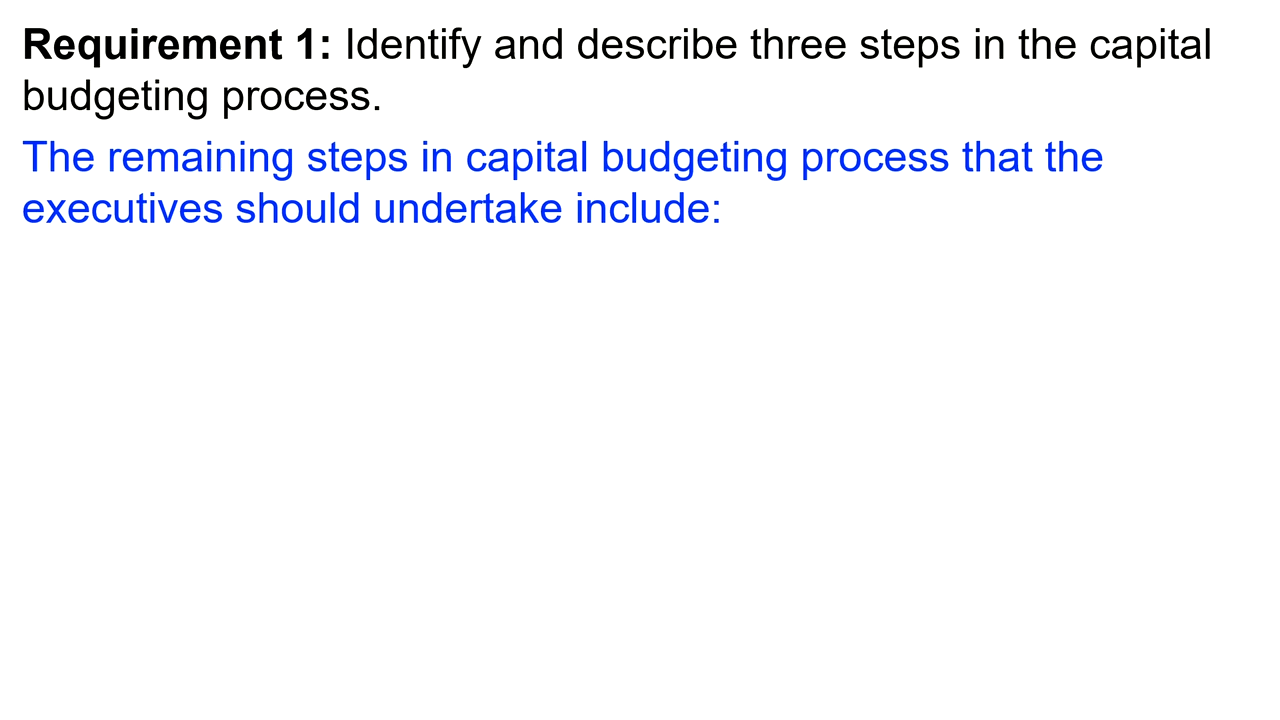 Requirement 1: Identify and describe three steps in the capital
budgeting process.
The remaining steps in capital budgeting process that the
executives should undertake include: